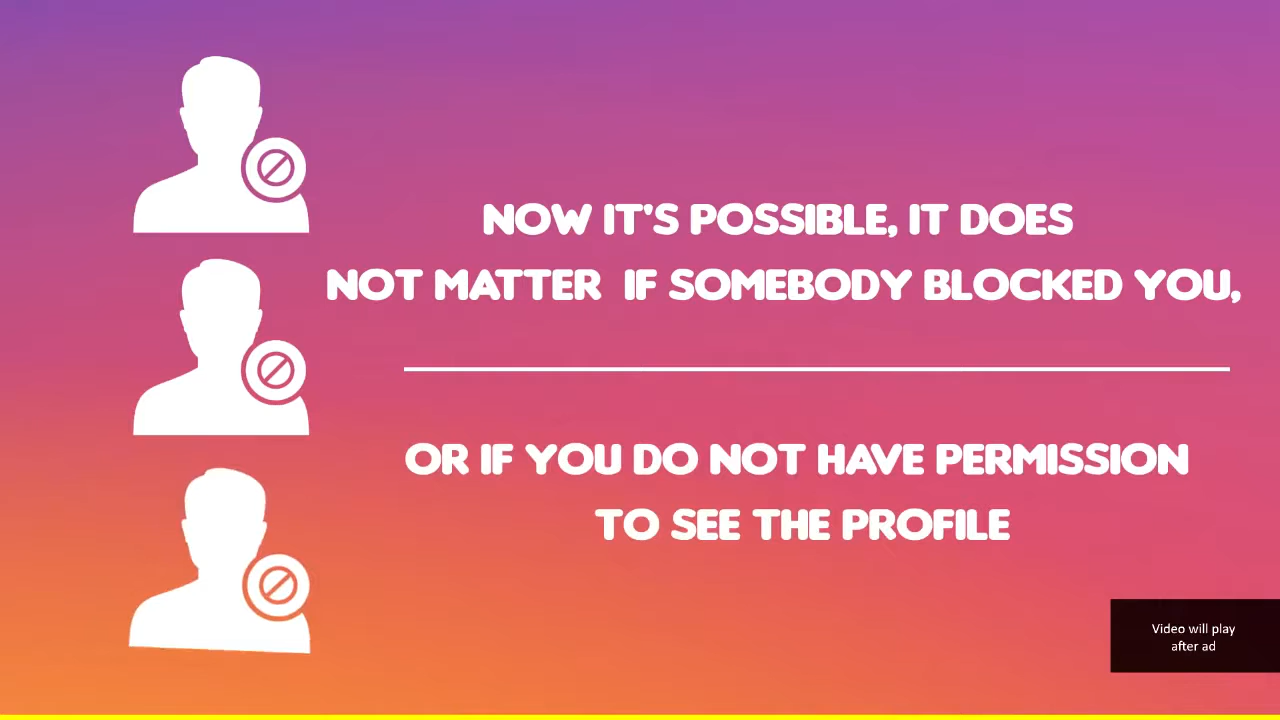 NOW IT'S POSSIBLE, IT DOES
NOT MATTER IF SOMEBODY BLOCKED YOU,
OR IF YOU DO NOT HAVE PERMISSION
TO SEE THE PROFILE
Video will play
after ad